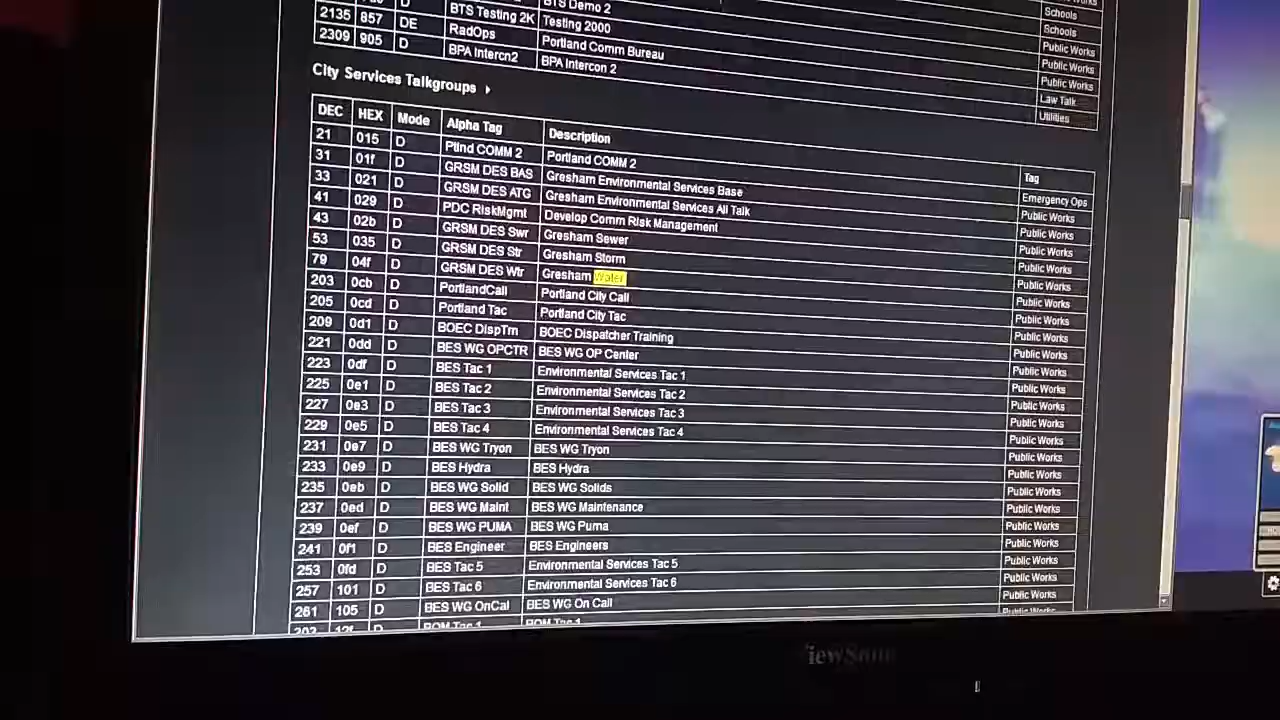 BTS Demo 2
BTS Testing 2K Testing 2000 Schools
Schools
Public Works
Public Works
Public Works
2135 857 DE RadOps Portland Comm Bureau Law Talk
2309 905 D BPA Intercn2 BPA Intercon 2 Utilities
City Services Talkgroups
DEC HEX Mode Alpha Tag Description Tag
21 015 D Ptlnd COMM 2 Portland COMM 2 Emergency Ops
31 01f D GRSM DES BAS Gresham Environmental Services Base Public Works
33 021 D GRSM DES ATG Gresham Environmental Services All Talk Public Works
41 029 D PDC RiskMgmt Develop Comm Risk Management Public Works
43 02b D GRSM DES Swr Gresham Sewer Public Works
53 035 D GRSM DES Str Gresham Storm Public Works
79 04f D GRSM DES Wtr Gresham Water Public Works
203 0cb D PortlandCall Portland City Call Public Works
205 0cd D Portland Tac Portland City Tac Public Works
209 0d1 D BOEC DispTrn BOEC Dispatcher Training Public Works
221 0dd D BES WG OPCTR BES WG OP Center Public Works
223 0df D BES Tac 1 Environmental Services Tac 1 Public Works
225 0e1 D BES Tac 2 Environmental Services Tac 2 Public Works
227 0e3 D BES Tac 3 Environmental Services Tac 3 Public Works
229 0e5 D BES Tac 4 Environmental Services Tac 4 Public Works
231 0e7 D BES WG Tryon BES WG Tryon Public Works
233 0e9 D BES Hydra BES Hydra Public Works
235 0eb D BES WG Solid BES WG Solids Public Works
237 0ed D BES WG Maint BES WG Maintenance Public Works
239 0ef D BES WG PUMA BES WG Puma Public Works
241 0f1 D BES Engineer BES Engineers Public Works
253 0fd D BES Tac 5 Environmental Services Tac 5 Public Works
257 101 D BES Tac 6 Environmental Services Tac 6 Public Works
261 105 D BES WG OnCal BES WG On Call Public Works
ViewSonic